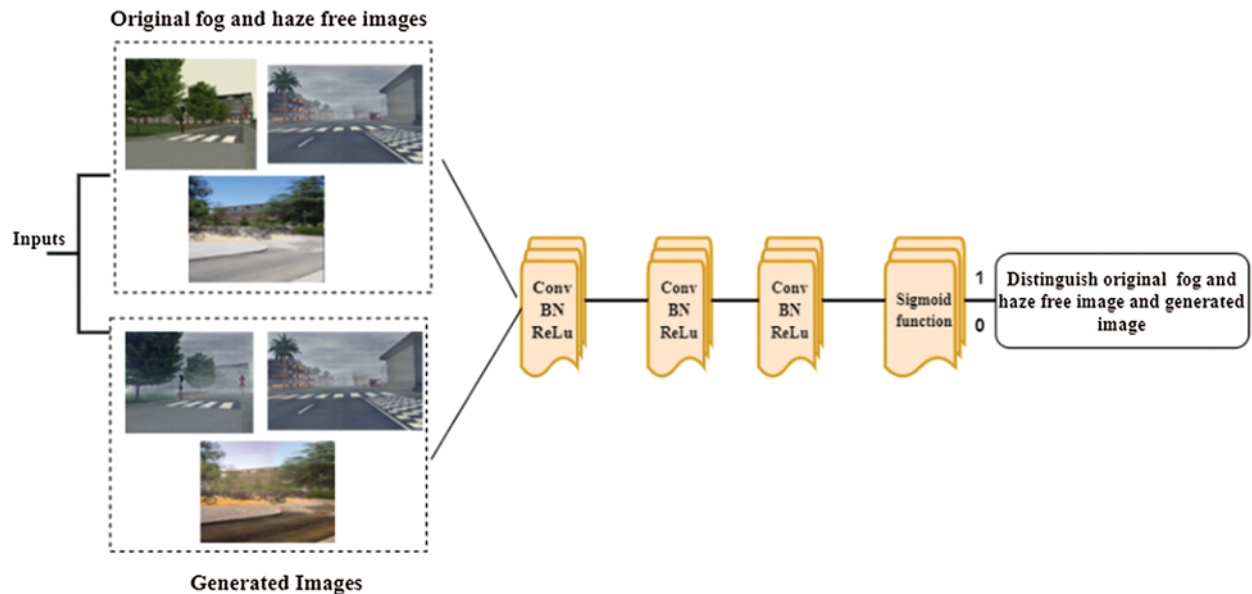 Original fog and haze free images
Inputs
Conv
BN
ReLu
Conv
BN
ReLu
Conv
BN
ReLu
Sigmoid
function
1
0
Distinguish original fog and
haze free image and generated
image
Generated Images